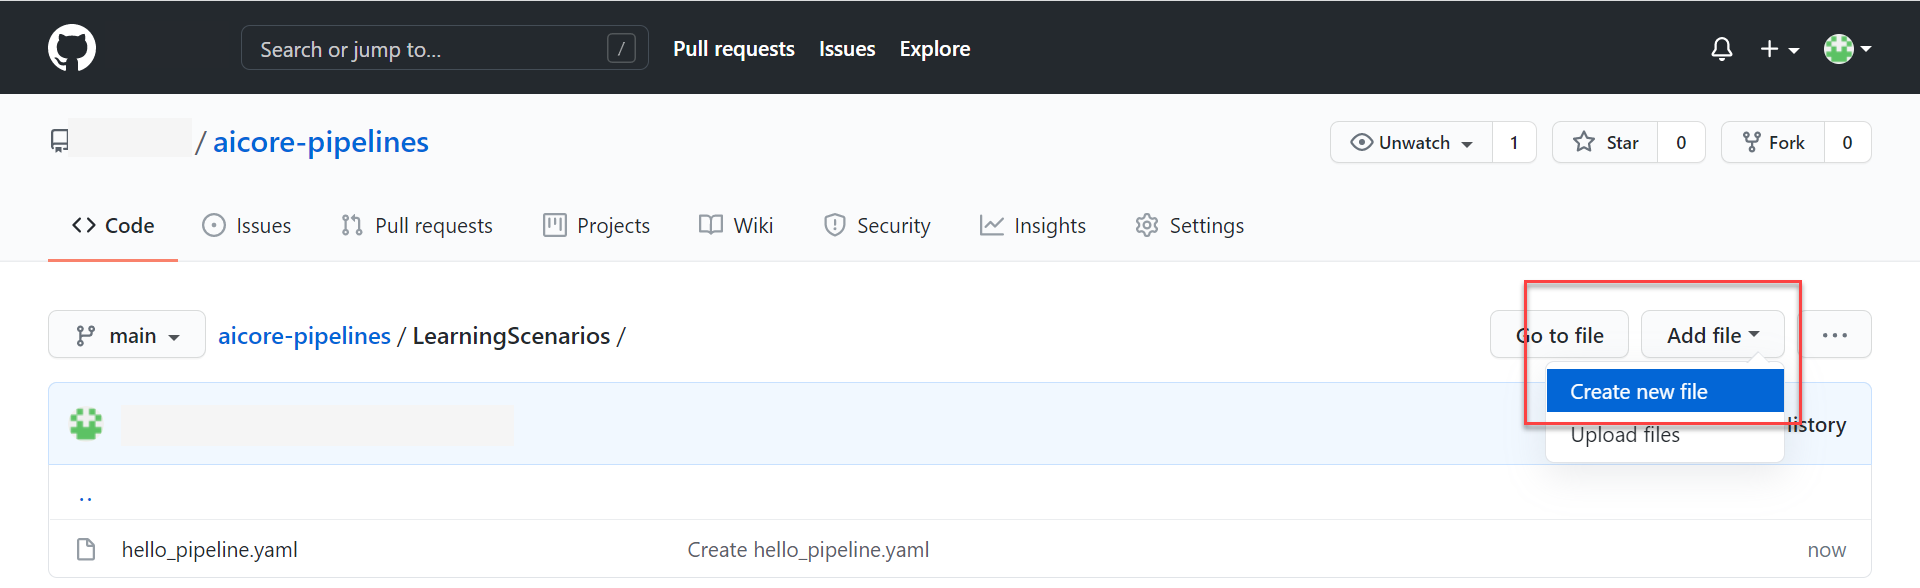 Search or jump to... / Pull requests Issues Explore
/ aicore-pipelines Unwatch 1 Star 0 Fork 0
Code Issues Pull requests Projects Wiki Security Insights Settings
main aicore-pipelines / LearningScenarios / Go to file Add file ...
Create new file
listory
Upload files
..
hello_pipeline.yaml Create hello_pipeline.yaml now